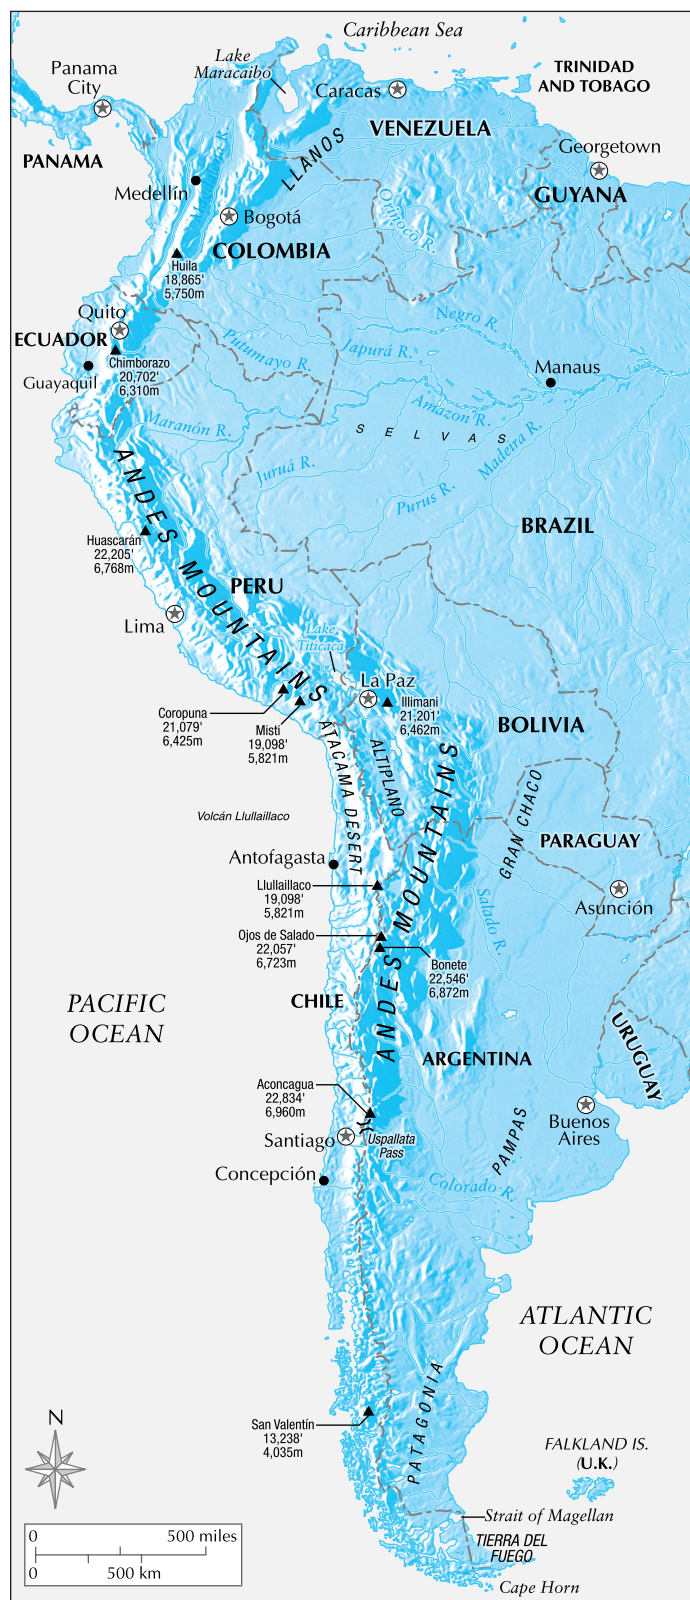 Caribbean Sea
Lake
Maracaibo
Panama
City
Caracas
TRINIDAD
AND TOBAGO
PANAMA
VENEZUELA
LLANOS
Georgetown
Medellín
GUYANA
Bogotá
Orinoco R.
COLOMBIA
Huila
18,865'
5,750m
Quito
Negro R.
ECUADOR
Putumayo R.
Japurá R.
Chimborazo
20,702'
6,310m
Guayaquil
Manaus
Amazon R.
Maranón R.
SELVAS
Madeira R.
Juruá R.
Purus R.
ANDES MOUNTAINS
Huascarán
22,205'
6,768m
BRAZIL
PERU
Lima
Lake
Titicaca
La Paz
Illimani
21,201'
6,462m
Coropuna
21,079'
6,425m
Misti
19,098'
5,821m
BOLIVIA
ATAGAMA DESERT
ALTIPLANO
ANDES MOUNTAINS
GRAN CHACO
Volcán Llullaillaco
PARAGUAY
Antofagasta
Llullaillaco
19,098'
5,821m
Salado R.
Asunción
Ojos de Salado
22,057'
6,723m
Bonete
22,546'
6,872m
PACIFIC
OCEAN
CHILE
URUGUAY
ARGENTINA
Aconcagua
22,834'
6,960m
Buenos
Aires
Santiago
Uspallata
Pass
PAMPAS
Concepción
Colorado R.
ATLANTIC
OCEAN
PATAGONIA
San Valentín
13,238'
4,035m
N
FALKLAND IS.
(U.K.)
Strait of Magellan
0 500 miles
0 500 km
TIERRA DEL
FUEGO
Cape Horn